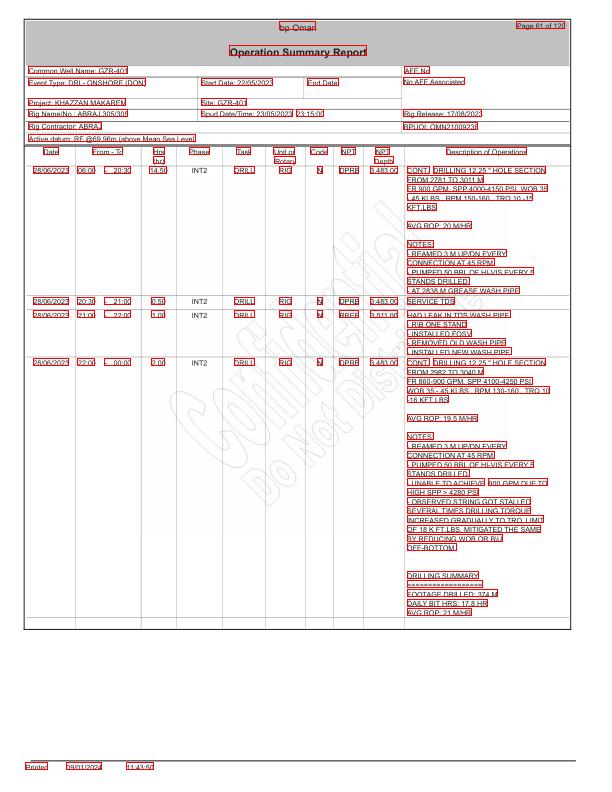 bp Oman
Page 61 of 120
Operation Summary Report
Common Well Name: GZR-401
AFE No
Event Type: DRL- ONSHORE (DON)
Start Date: 22/05/2023
End Date
No AFE Associated
Project: KHAZZAN MAKAREM
Site: GZR-401
Rig Name/No.: ABRAJ 305/305
Spud Date/Time: 23/05/2023 23:15:00
Rig Release: 17/08/2023
Rig Contractor: ABRAJ
BPUOI: OMN21009236
Active datum: RF @69.96m (above Mean Sea Level)
Date From - To Hrs (hr) Phase Task Unit or Rotary Code NPT NPT Depth Description of Operations
28/06/2023 06:00 - 20:30 14.50 INT2 DRILL RIG N DPRB 3,483.00 CONT. DRILLING 12.25 " HOLE SECTION
FROM 2781 TO 3011 M
FR 900 GPM, SPP 4000-4150 PSI, WOB 35
- 45 KLBS , RPM 150-160 , TRQ 10 -15
KFT.LBS
AVG ROP: 20 M/HR
NOTES:
- REAMED 3 M UP/DN EVERY
CONNECTION AT 45 RPM
- PUMPED 50 BBL OF HI-VIS EVERY 5
STANDS DRILLED.
- AT 2838 M GREASE WASH PIPE
28/06/2023 20:30 - 21:00 0.50 INT2 DRILL RIG N DPRB 3,483.00 SERVICE TDS
28/06/2023 21:00 - 22:00 1.00 INT2 DRILL RIG N RREP 3,011.00 HAD LEAK IN TDS WASH PIPE
- R\B ONE STAND
- INSTALLED FOSV
- REMOVED OLD WASH PIPE
- INSTALLED NEW WASH PIPE
28/06/2023 22:00 - 00:00 2.00 INT2 DRILL RIG N DPRB 3,483.00 CONT. DRILLING 12.25 " HOLE SECTION
FROM 2982 TO 3040 M
FR 860-900 GPM, SPP 4100-4250 PSI,
WOB 35 - 45 KLBS , RPM 130-160 , TRQ 10
-16 KFT.LBS
AVG ROP: 19.5 M/HR
NOTES:
- REAMED 3 M UP/DN EVERY
CONNECTION AT 45 RPM
- PUMPED 50 BBL OF HI-VIS EVERY 5
STANDS DRILLED.
- UNABLE TO ACHIEVE 900 GPM DUE TO
HIGH SPP > 4280 PSI
- OBSERVED STRING GOT STALLED
SEVERAL TIMES DRILLING TORQUE
INCREASED GRADUALLY TO TRQ. LIMIT
OF 18 K FT.LBS, MITIGATED THE SAME
BY REDUCING WOB OR B\U
OFF-BOTTOM.
DRILLING SUMMARY
==================
FOOTAGE DRILLED: 374 M
DAILY BIT HRS: 17.8 HR
AVG ROP: 21 M/HR
Confidential
Do Not Distribute
Printed 09/01/2024 11:43:50